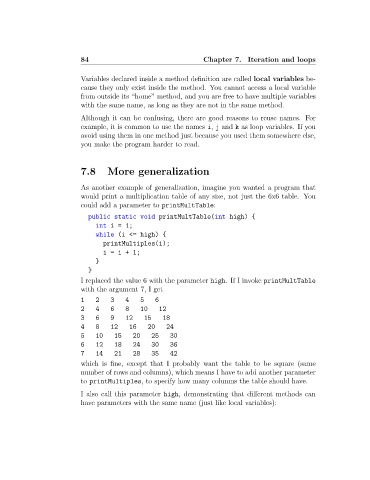 84 Chapter 7. Iteration and loops
Variables declared inside a method definition are called local variables be-
cause they only exist inside the method. You cannot access a local variable
from outside its "home" method, and you are free to have multiple variables
with the same name, as long as they are not in the same method.
Although it can be confusing, there are good reasons to reuse names. For
example, it is common to use the names i, j and k as loop variables. If you
avoid using them in one method just because you used them somewhere else,
you make the program harder to read.
7.8 More generalization
As another example of generalization, imagine you wanted a program that
would print a multiplication table of any size, not just the 6x6 table. You
could add a parameter to printMultTable:
public static void printMultTable(int high) {
int i = 1;
while (i <= high) {
printMultiples(i);
i = i + 1;
}
}
I replaced the value 6 with the parameter high. If I invoke printMultTable
with the argument 7, I get
1 2 3 4 5 6
2 4 6 8 10 12
3 6 9 12 15 18
4 8 12 16 20 24
5 10 15 20 25 30
6 12 18 24 30 36
7 14 21 28 35 42
which is fine, except that I probably want the table to be square (same
number of rows and columns), which means I have to add another parameter
to printMultiples, to specify how many columns the table should have.
I also call this parameter high, demonstrating that different methods can
have parameters with the same name (just like local variables):